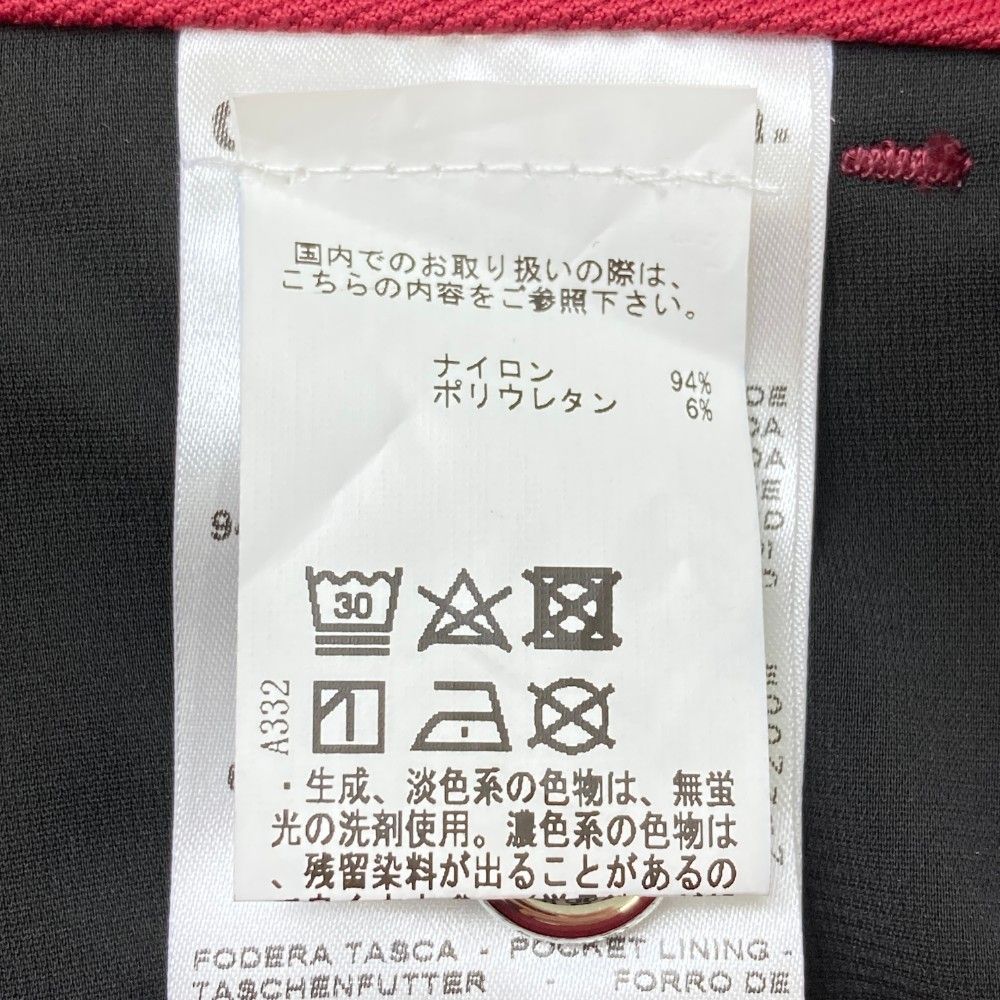 国内でのお取り扱いの際は、
こちらの内容をご参照下さい。
ナイロン 94%
ポリウレタン 6%
DE
30
A332
・生成、淡色系の色物は、無蛍
光の洗剤使用。濃色系の色物は
、残留染料が出ることがあるの
FODERA TASCA - POCKET LINING -
TASCHENFUTTER - FORRO DE